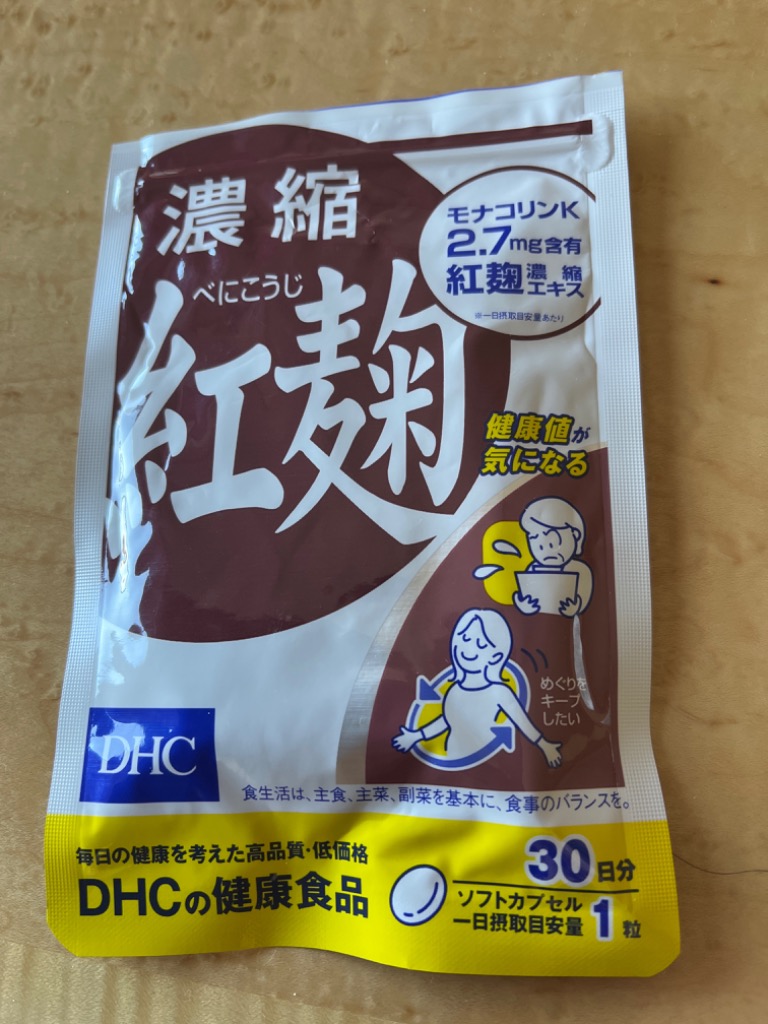 濃縮
べにこうじ
紅麹
モナコリンK
2.7mg含有
紅麹濃縮エキス
※一日摂取目安量あたり
健康値が
気になる
めぐりを
キープ
したい
DHC
食生活は、主食、主菜、副菜を基本に、食事のバランスを。
毎日の健康を考えた高品質・低価格
DHCの健康食品
30日分
ソフトカプセル
一日摂取目安量 1粒